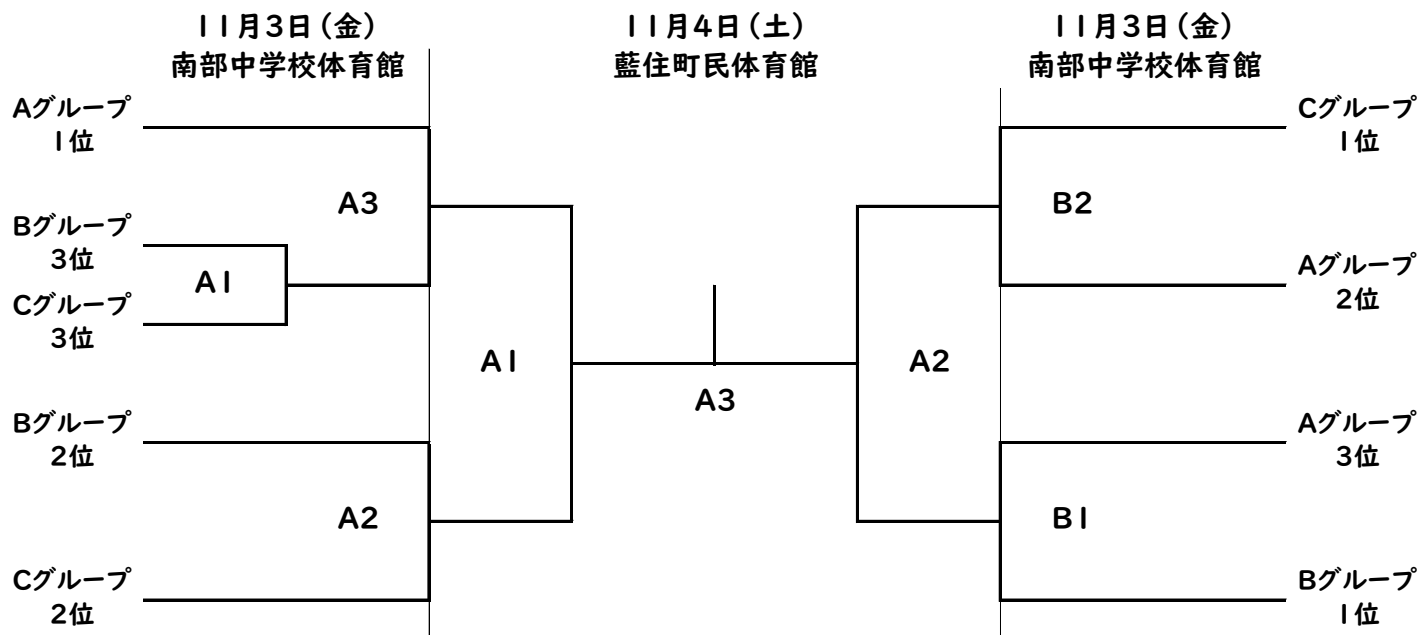 11月3日（金）
南部中学校体育館
11月4日（土）
藍住町民体育館
11月3日（金）
南部中学校体育館
Aグループ
1位
A3
Bグループ
3位
A1
Cグループ
3位
A1
Bグループ
2位
A2
Cグループ
2位
A3
Cグループ
1位
B2
Aグループ
2位
A2
Aグループ
3位
B1
Bグループ
1位